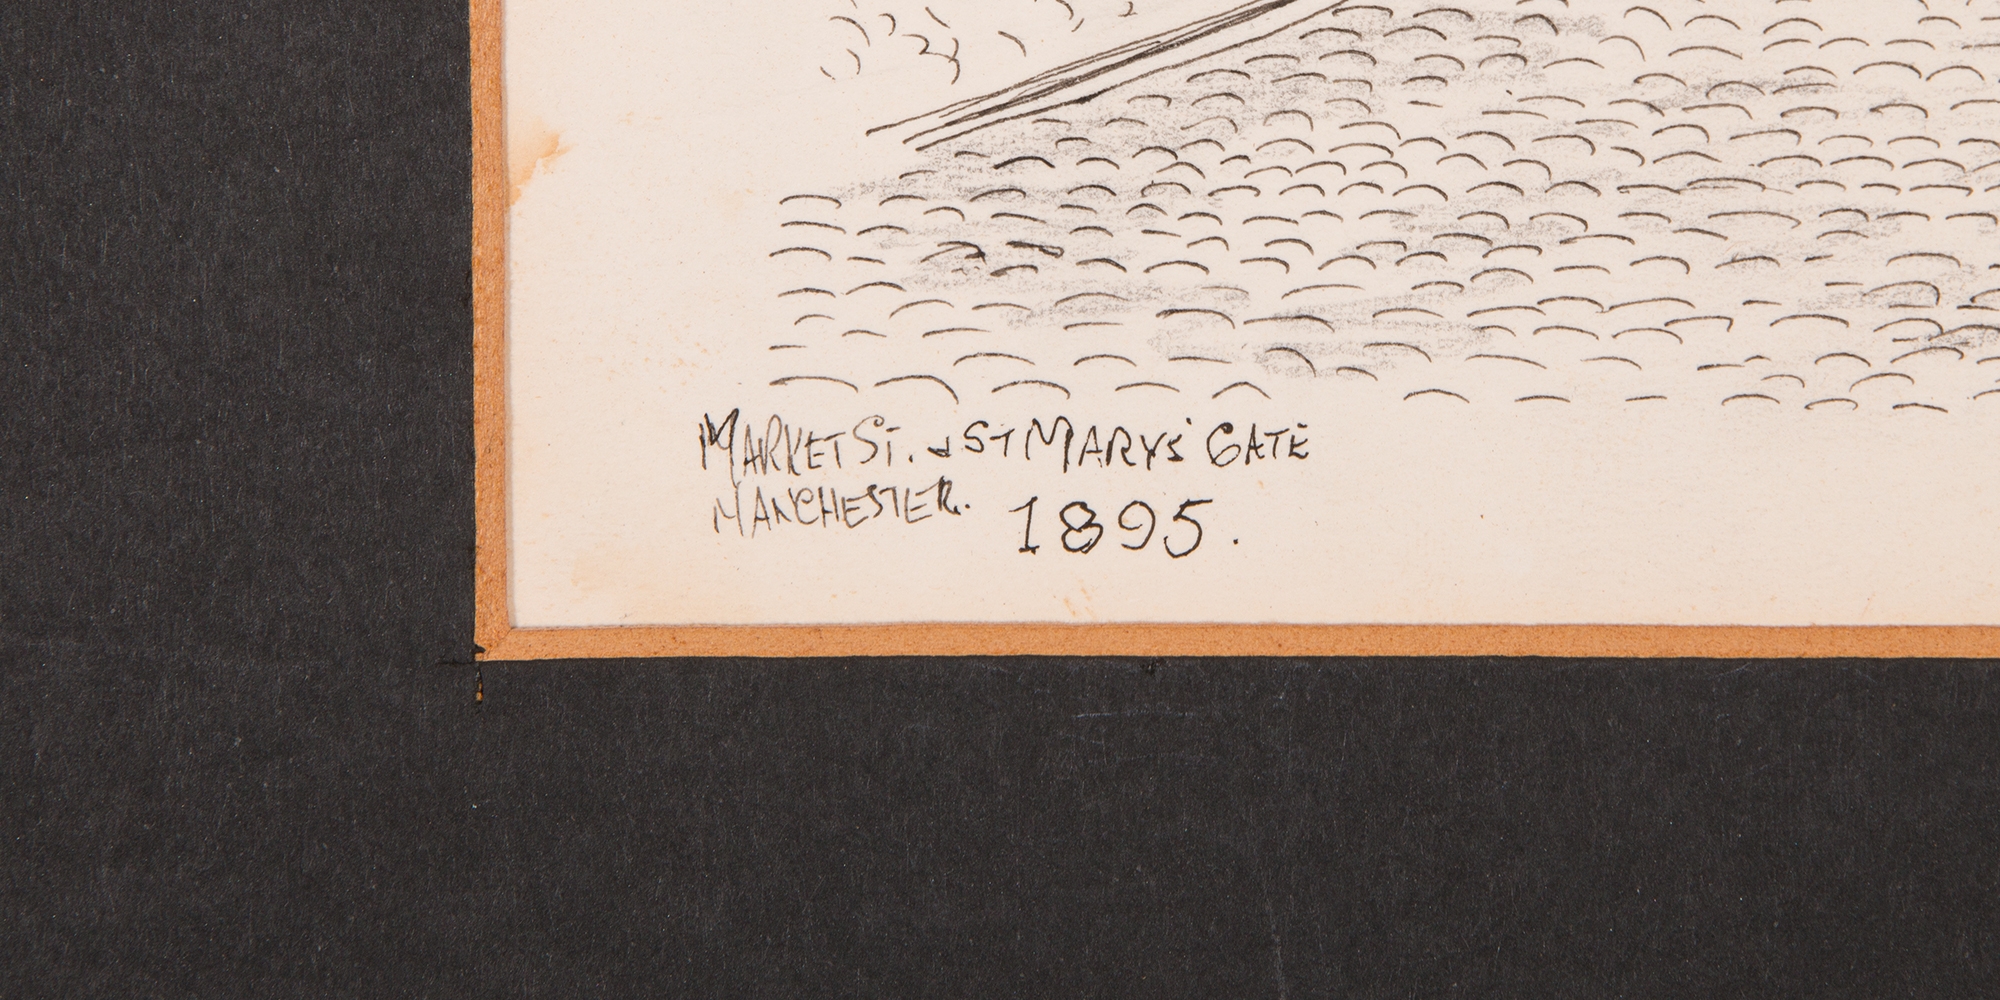 MARKET ST. & ST MARYS' GATE
MANCHESTER. 1895.